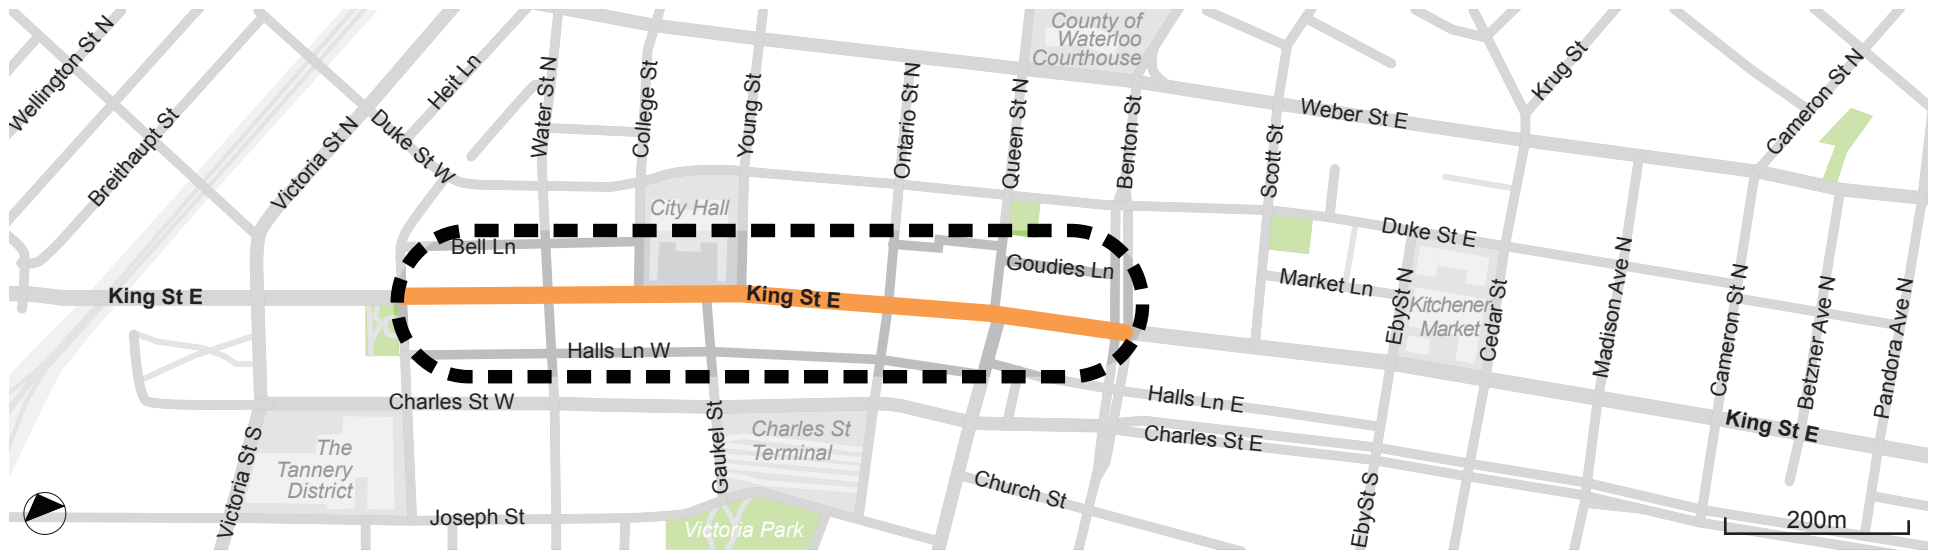 Wellington St N
Breithaupt St
Victoria St N
Heit Ln
Duke St W
Water St N
College St
Young St
Ontario St N
Queen St N
County of
Waterloo
Courthouse
Benton St
Scott St
Weber St E
Krug St
Cameron St N
City Hall
Bell Ln
Goudies Ln
Duke St E
Market Ln
King St E
King St E
EbySt N
Kitchener
Market
Cedar St
Madison Ave N
Cameron St N
Betzner Ave N
Pandora Ave N
Halls Ln W
Charles St W
Halls Ln E
Charles St E
King St E
Victoria St S
The
Tannery
District
Gaukel St
Charles St
Terminal
Church St
EbySt S
Joseph St
Victoria Park
200m